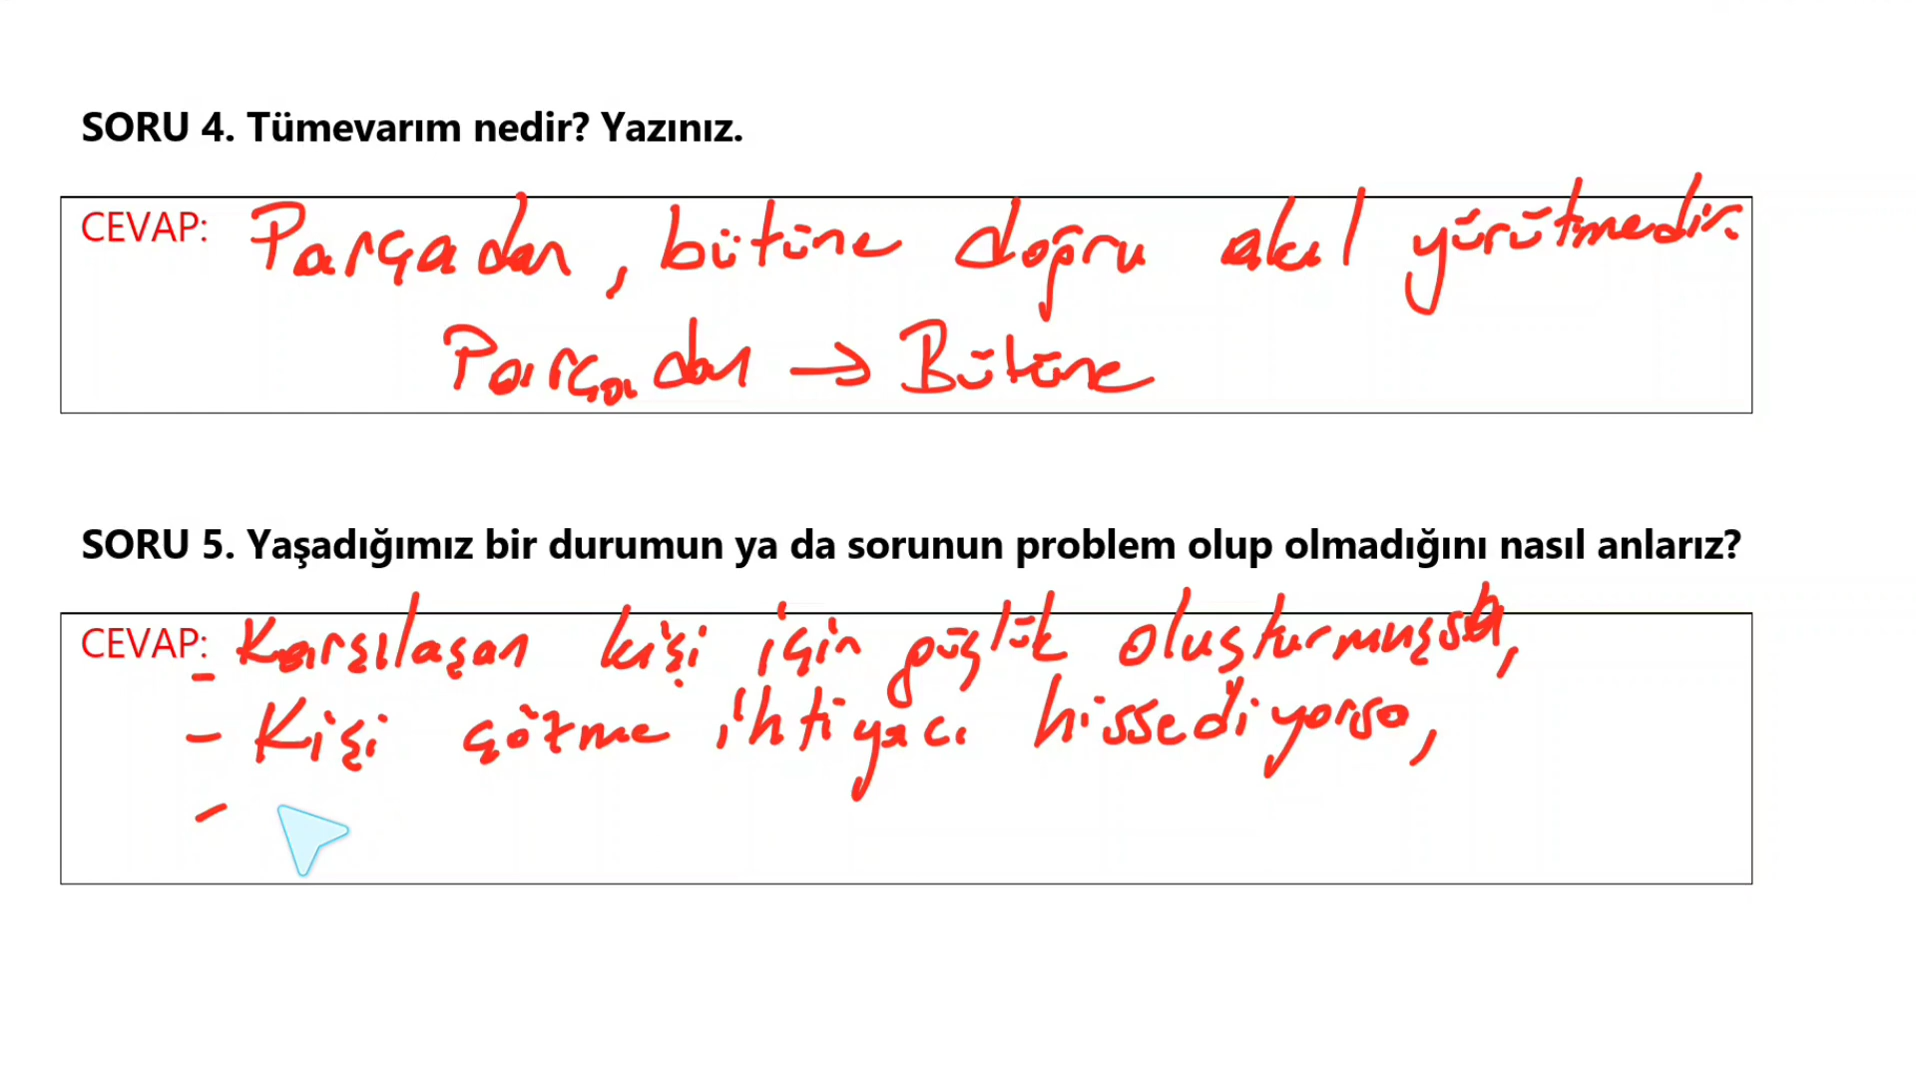 SORU 4. Tümevarım nedir? Yazınız.
CEVAP: Parçadan, bütüne doğru akıl yürütmedir.
Parçadan → Bütüne
SORU 5. Yaşadığımız bir durumun ya da sorunun problem olup olmadığını nasıl anlarız?
CEVAP: - Karşılaşan kişi için güçlük oluşturmuşsa,
- Kişi çözme ihtiyacı hissediyorsa,
-